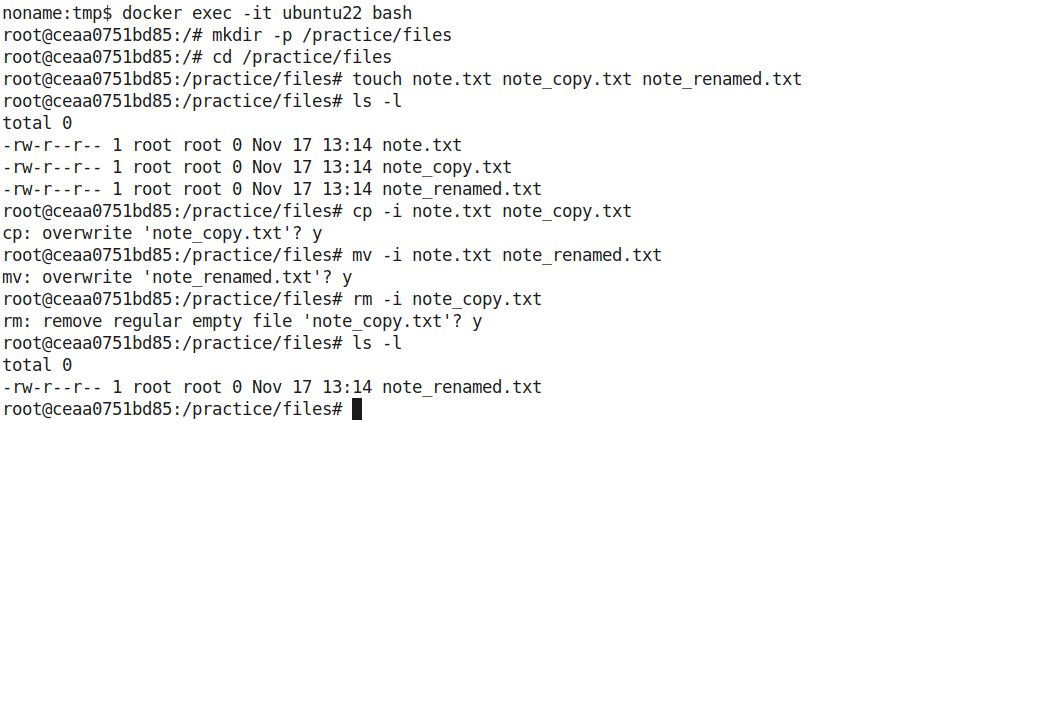 noname:tmp$ docker exec -it ubuntu22 bash
root@ceaa0751bd85:/# mkdir -p /practice/files
root@ceaa0751bd85:/# cd /practice/files
root@ceaa0751bd85:/practice/files# touch note.txt note_copy.txt note_renamed.txt
root@ceaa0751bd85:/practice/files# ls -l
total 0
-rw-r--r-- 1 root root 0 Nov 17 13:14 note.txt
-rw-r--r-- 1 root root 0 Nov 17 13:14 note_copy.txt
-rw-r--r-- 1 root root 0 Nov 17 13:14 note_renamed.txt
root@ceaa0751bd85:/practice/files# cp -i note.txt note_copy.txt
cp: overwrite 'note_copy.txt'? y
root@ceaa0751bd85:/practice/files# mv -i note.txt note_renamed.txt
mv: overwrite 'note_renamed.txt'? y
root@ceaa0751bd85:/practice/files# rm -i note_copy.txt
rm: remove regular empty file 'note_copy.txt'? y
root@ceaa0751bd85:/practice/files# ls -l
total 0
-rw-r--r-- 1 root root 0 Nov 17 13:14 note_renamed.txt
root@ceaa0751bd85:/practice/files#